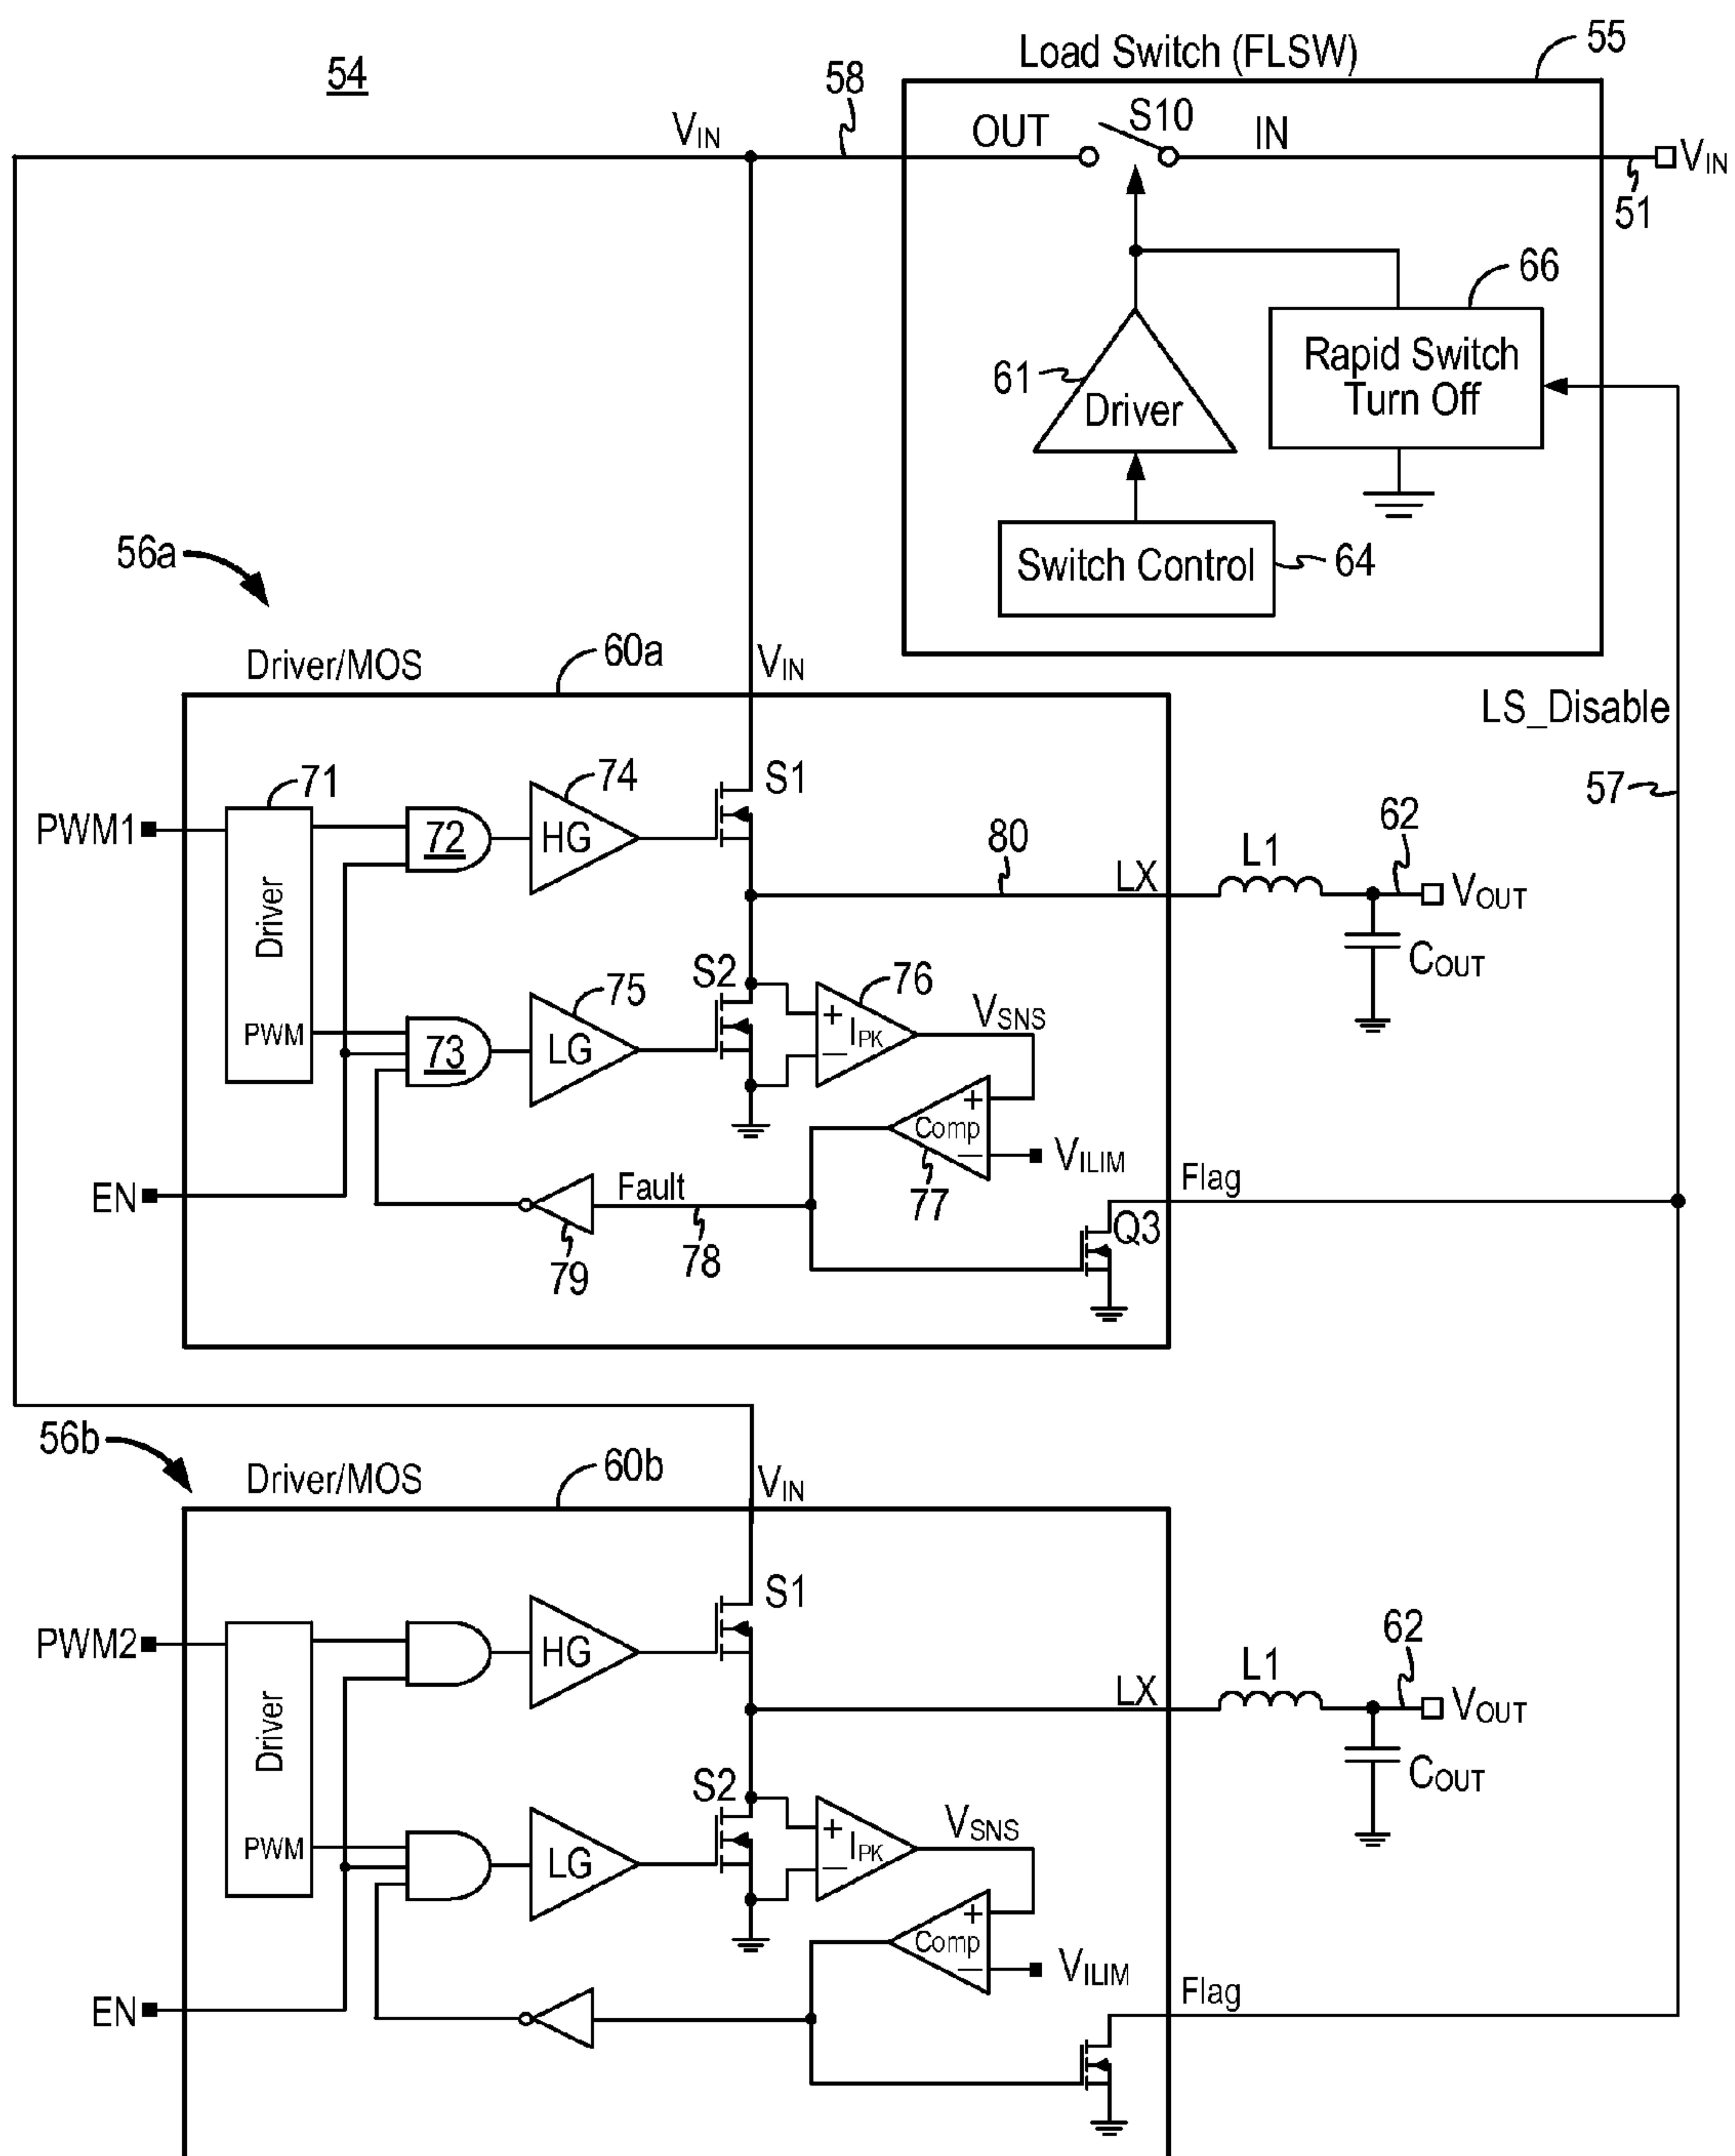 54
58
Load Switch (FLSW)
55
VIN
OUT
S10
IN
VIN
51
66
61
Driver
Rapid Switch
Turn Off
56a
Switch Control
64
Driver/MOS
60a
VIN
LS_Disable
57
71
74
S1
PWM1
72
HG
80
L1
62
LX
VOUT
Driver
COUT
S2
76
75
VSNS
PWM
73
LG
+
IPK
−
+
Comp
−
VILIM
77
EN
Fault
Flag
79
78
Q3
56b
Driver/MOS
60b
VIN
S1
PWM2
HG
L1
62
LX
VOUT
Driver
COUT
S2
VSNS
PWM
LG
+
IPK
−
+
Comp
−
VILIM
EN
Flag